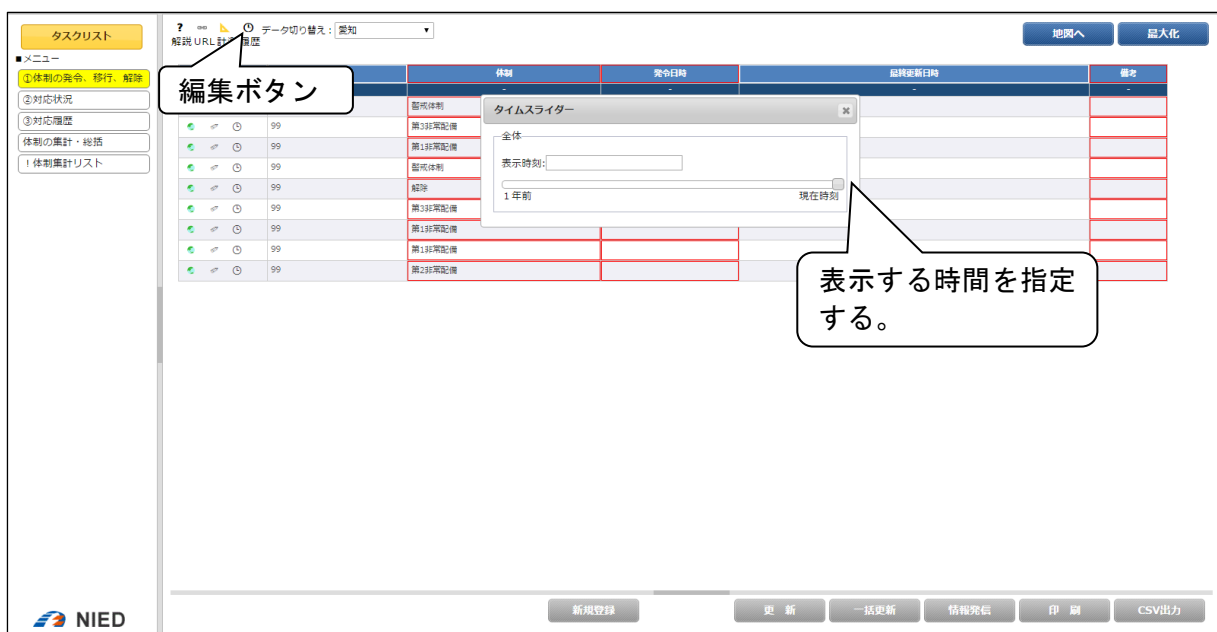 タスクリスト
■メニュー
①体制の発令、移行、解除
②対応状況
③対応履歴
体制の集計・総括
！体制集計リスト
? データ切り替え：愛知
解説 URL 計 履歴
地図へ 最大化
編集ボタン
体制 発令日時 最終更新日時 備考
- - - -
警戒体制
99 第3非常配備
99 第1非常配備
99 警戒体制
99 解除
99 第3非常配備
99 第1非常配備
99 第1非常配備
99 第2非常配備
タイムスライダー
全体
表示時刻:
1 年前 現在時刻
表示する時間を指定
する。
新規登録 更 新 一括更新 情報発信 印 刷 CSV出力
NIED